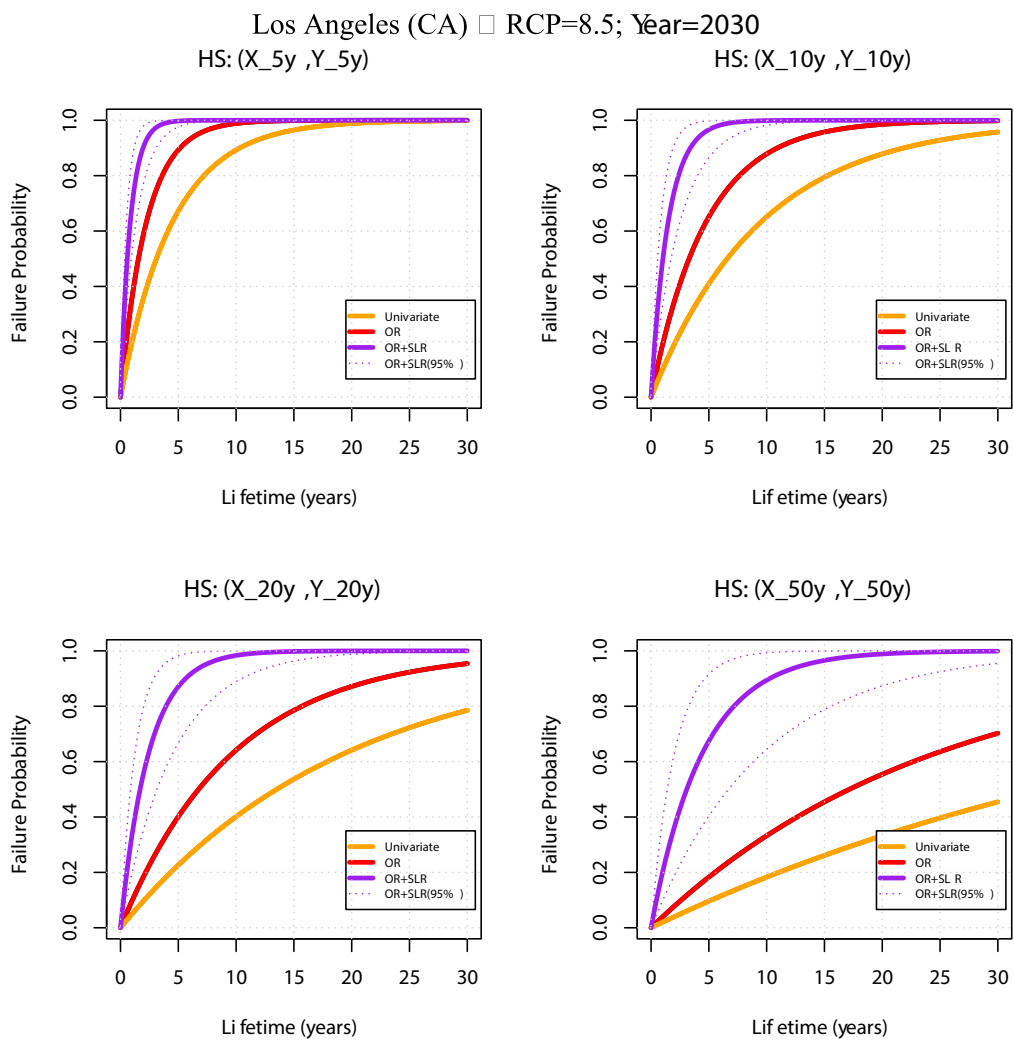 Los Angeles (CA) □ RCP=8.5; Year=2030
HS: (X_5y ,Y_5y)
Failure Probability
1.0
0.8
0.6
0.4
0.2
0.0
Univariate
OR
OR+SLR
OR+SLR(95% )
0 5 10 15 20 25 30
Li fetime (years)
HS: (X_10y ,Y_10y)
Failure Probability
1.0
0.8
0.6
0.4
0.2
0.0
Univariate
OR
OR+SL R
OR+SLR(95% )
0 5 10 15 20 25 30
Lif etime (years)
HS: (X_20y ,Y_20y)
Failure Probability
1.0
0.8
0.6
0.4
0.2
0.0
Univariate
OR
OR+SLR
OR+SLR(95% )
0 5 10 15 20 25 30
Li fetime (years)
HS: (X_50y ,Y_50y)
Failure Probability
1.0
0.8
0.6
0.4
0.2
0.0
Univariate
OR
OR+SL R
OR+SLR(95% )
0 5 10 15 20 25 30
Lif etime (years)